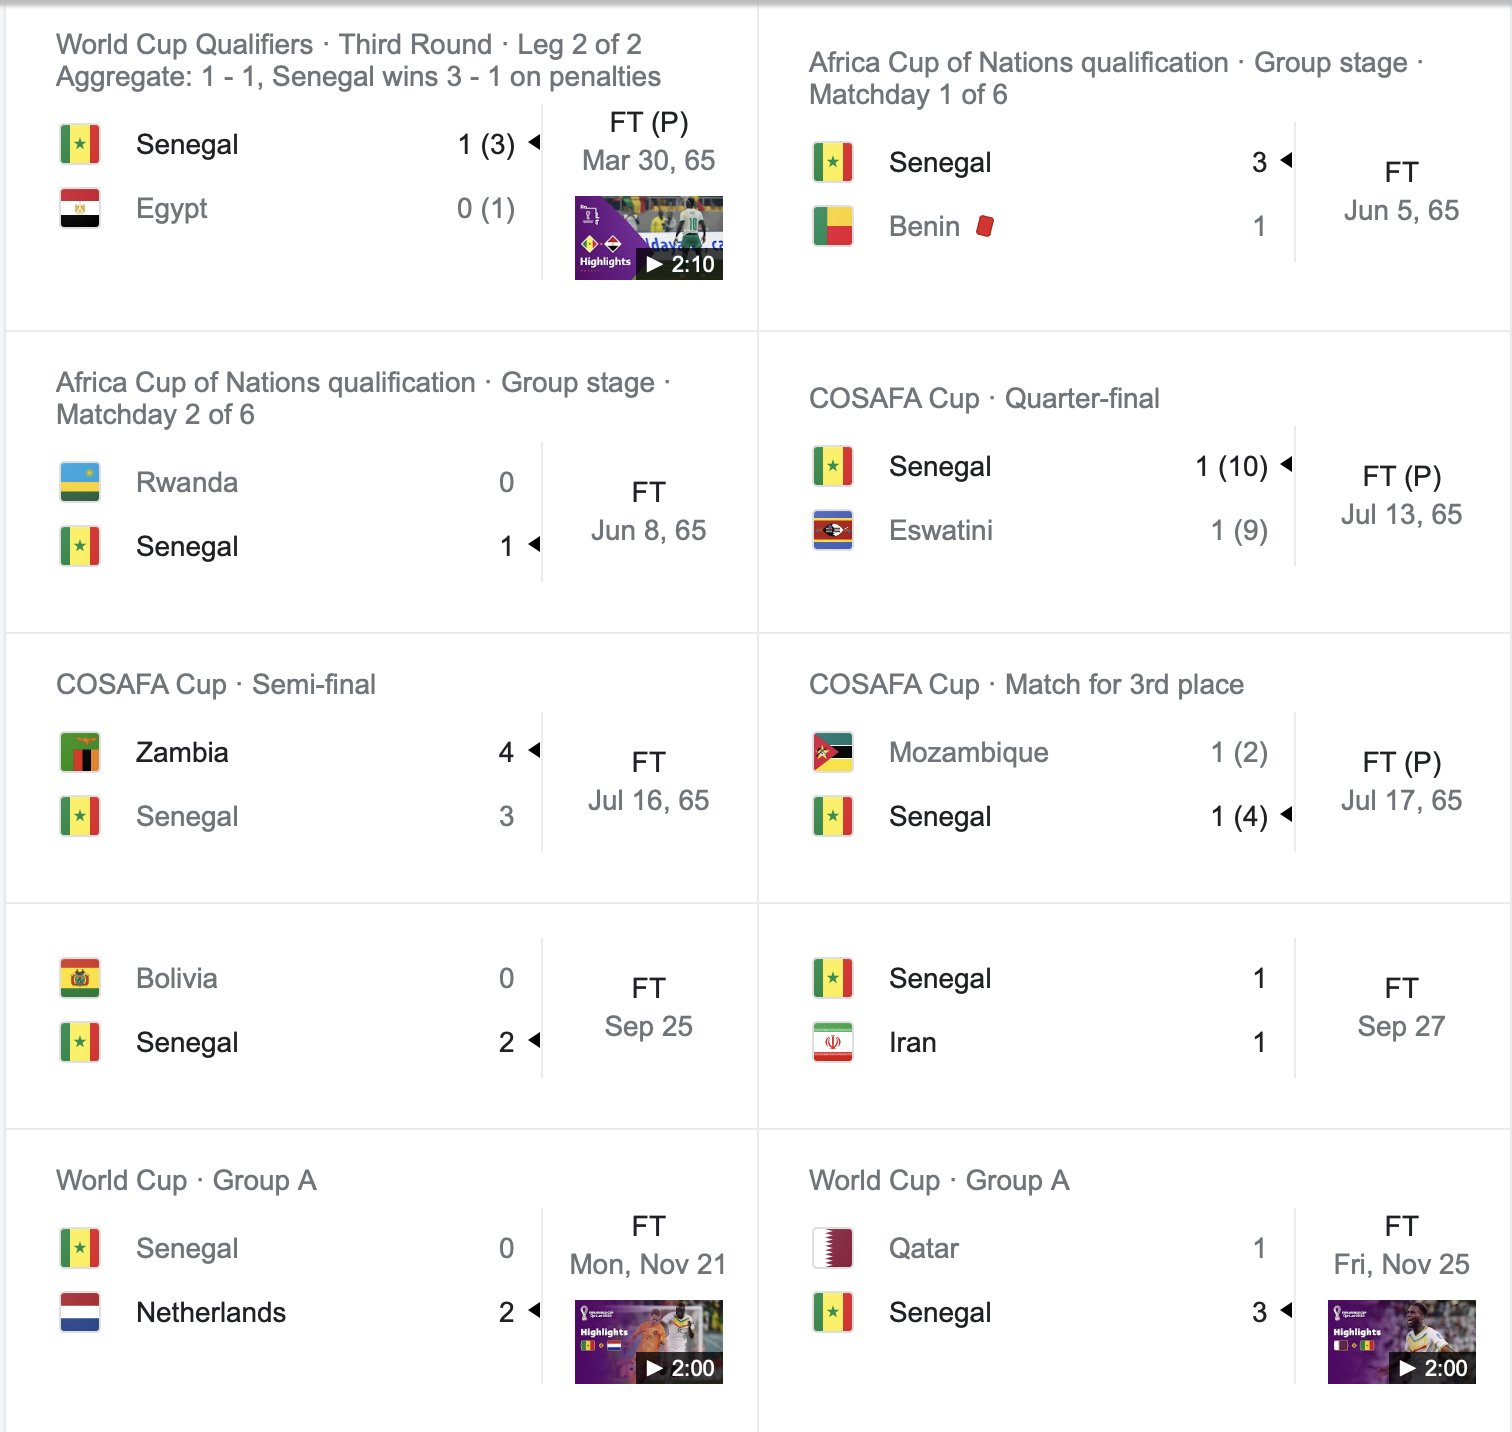 World Cup Qualifiers · Third Round · Leg 2 of 2
Aggregate: 1 - 1, Senegal wins 3 - 1 on penalties
Senegal 1 (3)
Egypt 0 (1)
FT (P)
Mar 30, 65
Highlights
2:10
Africa Cup of Nations qualification · Group stage ·
Matchday 1 of 6
Senegal 3
Benin 1
FT
Jun 5, 65
Africa Cup of Nations qualification · Group stage ·
Matchday 2 of 6
Rwanda 0
Senegal 1
FT
Jun 8, 65
COSAFA Cup · Quarter-final
Senegal 1 (10)
Eswatini 1 (9)
FT (P)
Jul 13, 65
COSAFA Cup · Semi-final
Zambia 4
Senegal 3
FT
Jul 16, 65
COSAFA Cup · Match for 3rd place
Mozambique 1 (2)
Senegal 1 (4)
FT (P)
Jul 17, 65
Bolivia 0
Senegal 2
FT
Sep 25
Senegal 1
Iran 1
FT
Sep 27
World Cup · Group A
Senegal 0
Netherlands 2
FT
Mon, Nov 21
Highlights
2:00
World Cup · Group A
Qatar 1
Senegal 3
FT
Fri, Nov 25
Highlights
2:00